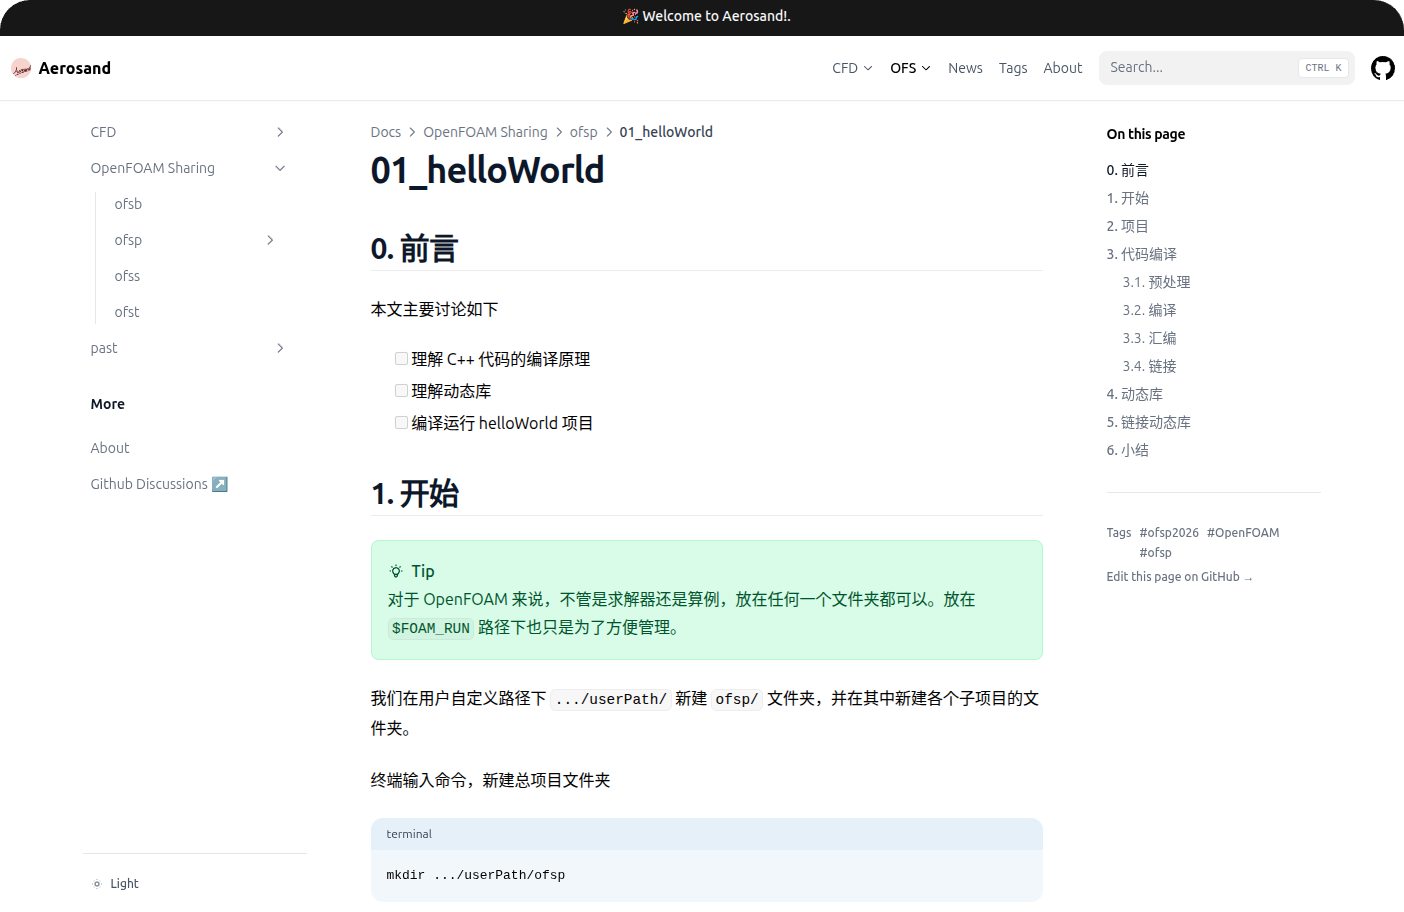 🎉 Welcome to Aerosand!.
Aerosand
CFD
OFS
News
Tags
About
Search...
CTRL K
CFD
OpenFOAM Sharing
ofsb
ofsp
ofss
ofst
past
More
About
Github Discussions ↗️
Light
Docs > OpenFOAM Sharing > ofsp > 01_helloWorld
01_helloWorld
0. 前言
本文主要讨论如下
理解 C++ 代码的编译原理
理解动态库
编译运行 helloWorld 项目
1. 开始
Tip
对于 OpenFOAM 来说，不管是求解器还是算例，放在任何一个文件夹都可以。放在
$FOAM_RUN 路径下也只是为了方便管理。
我们在用户自定义路径下 .../userPath/ 新建 ofsp/ 文件夹，并在其中新建各个子项目的文
件夹。
终端输入命令，新建总项目文件夹
terminal
mkdir .../userPath/ofsp
On this page
0. 前言
1. 开始
2. 项目
3. 代码编译
3.1. 预处理
3.2. 编译
3.3. 汇编
3.4. 链接
4. 动态库
5. 链接动态库
6. 小结
Tags #ofsp2026 #OpenFOAM
#ofsp
Edit this page on GitHub →